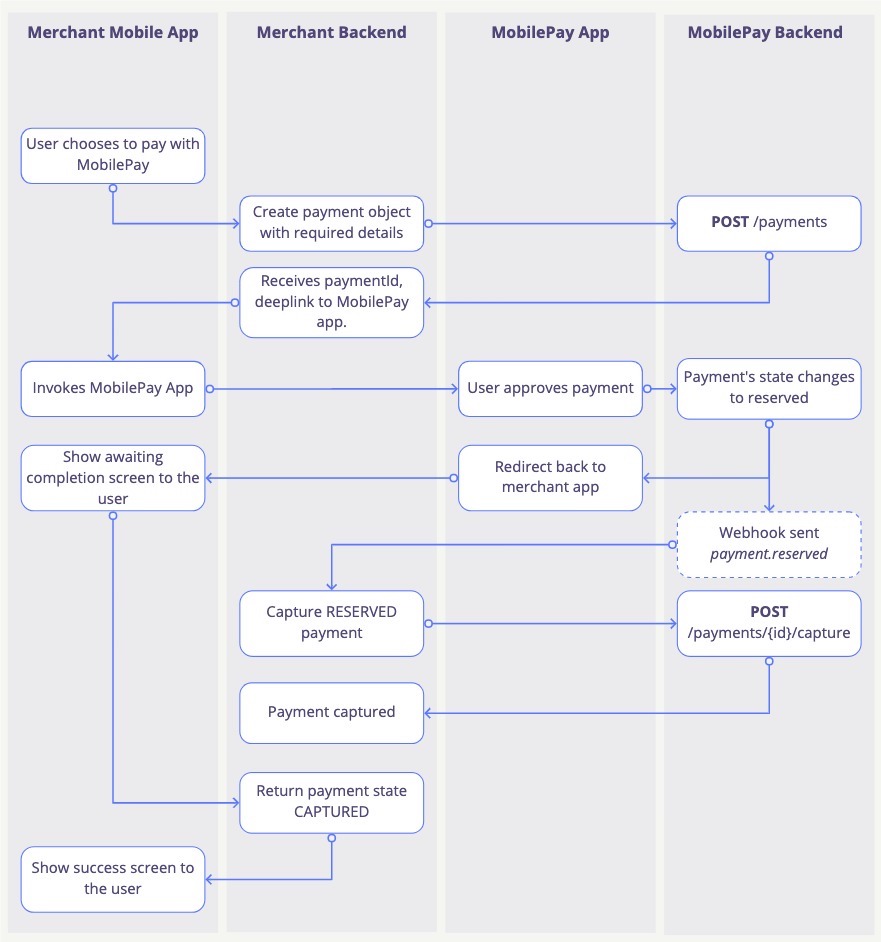 Merchant Mobile App
Merchant Backend
MobilePay App
MobilePay Backend
User chooses to pay with
MobilePay
Create payment object
with required details
POST /payments
Receives paymentId,
deeplink to MobilePay
app.
Invokes MobilePay App
User approves payment
Payment's state changes
to reserved
Show awaiting
completion screen to the
user
Redirect back to
merchant app
Webhook sent
payment.reserved
Capture RESERVED
payment
POST
/payments/{id}/capture
Payment captured
Return payment state
CAPTURED
Show success screen to
the user